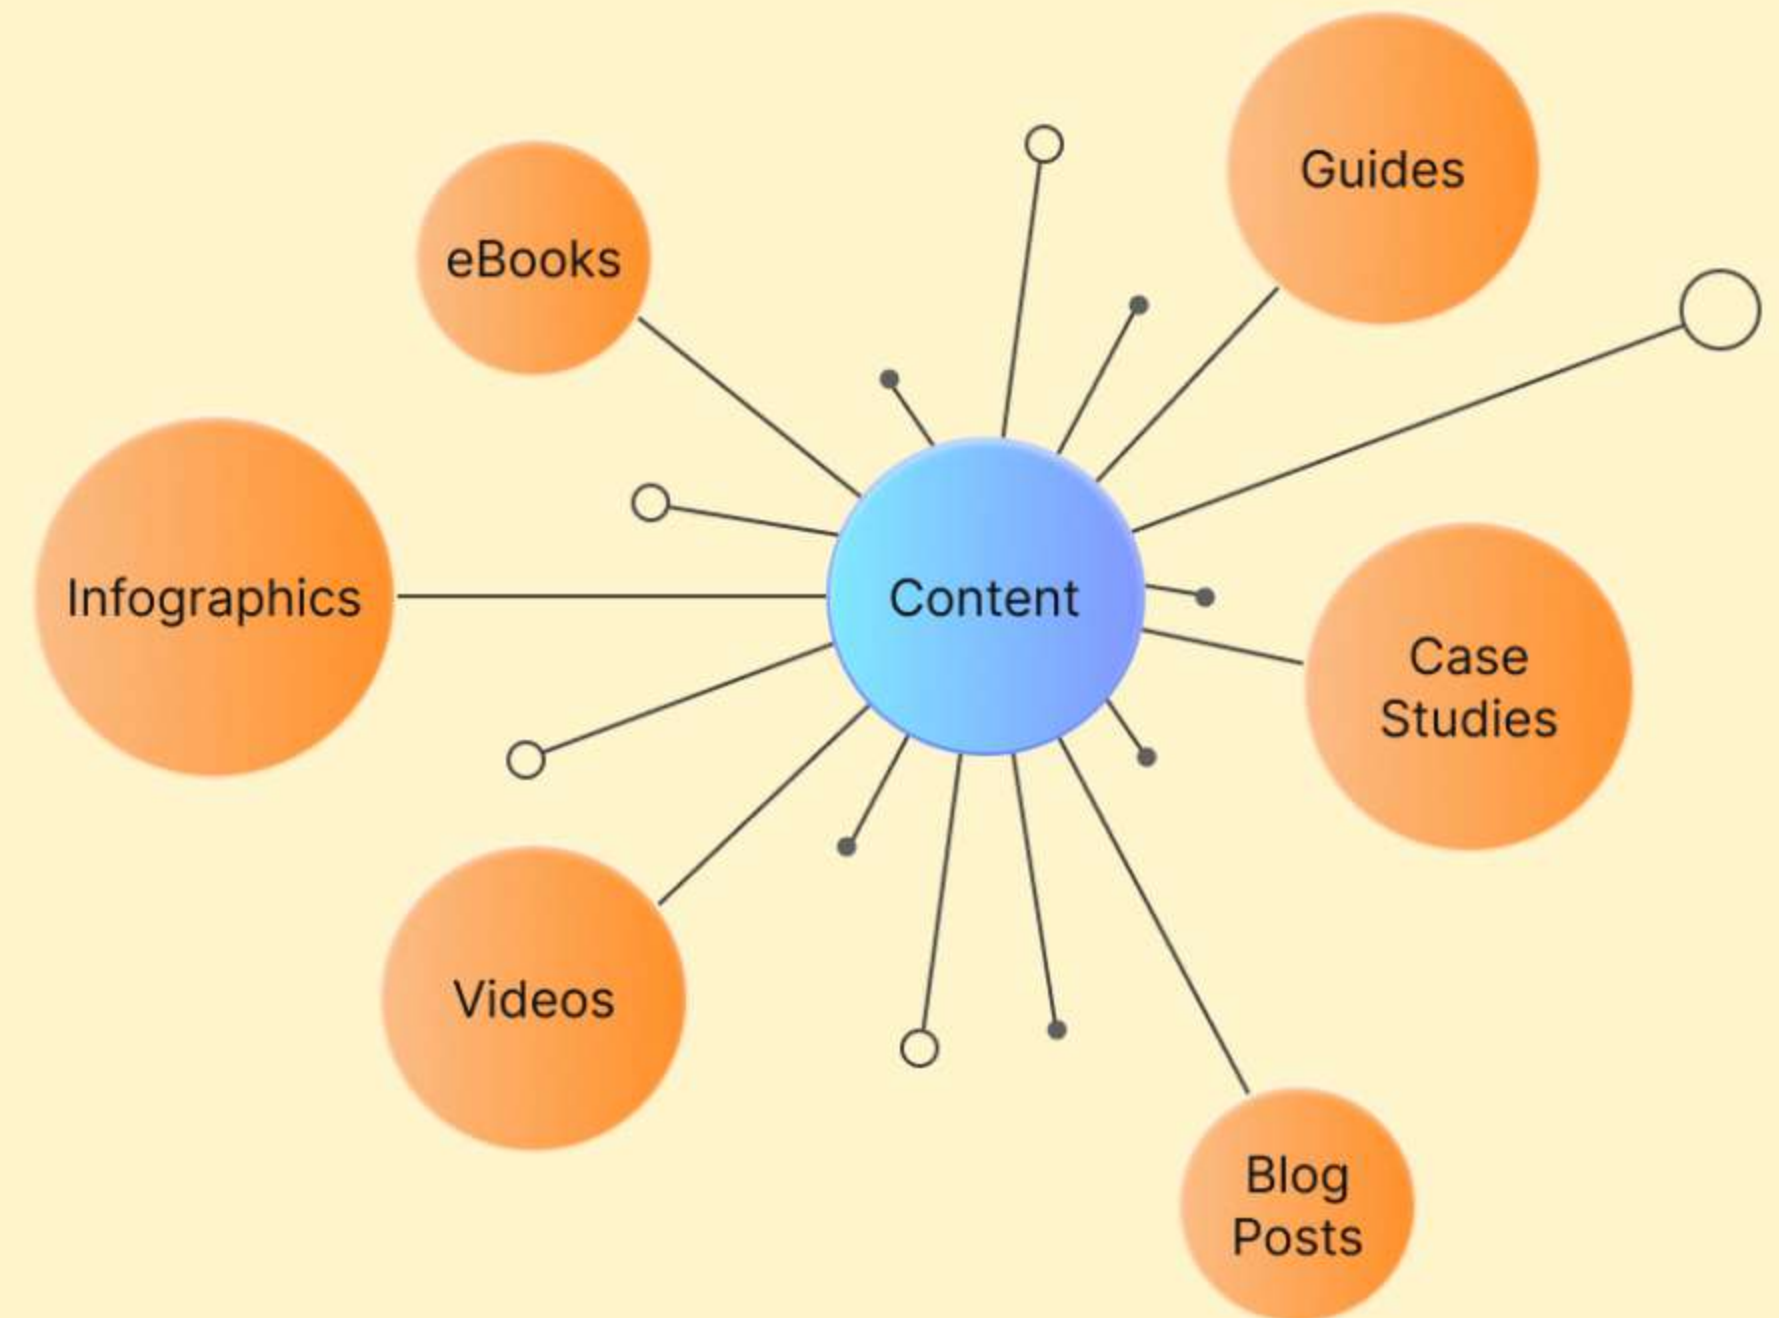 Guides
eBooks
Infographics
Content
Case
Studies
Videos
Blog
Posts